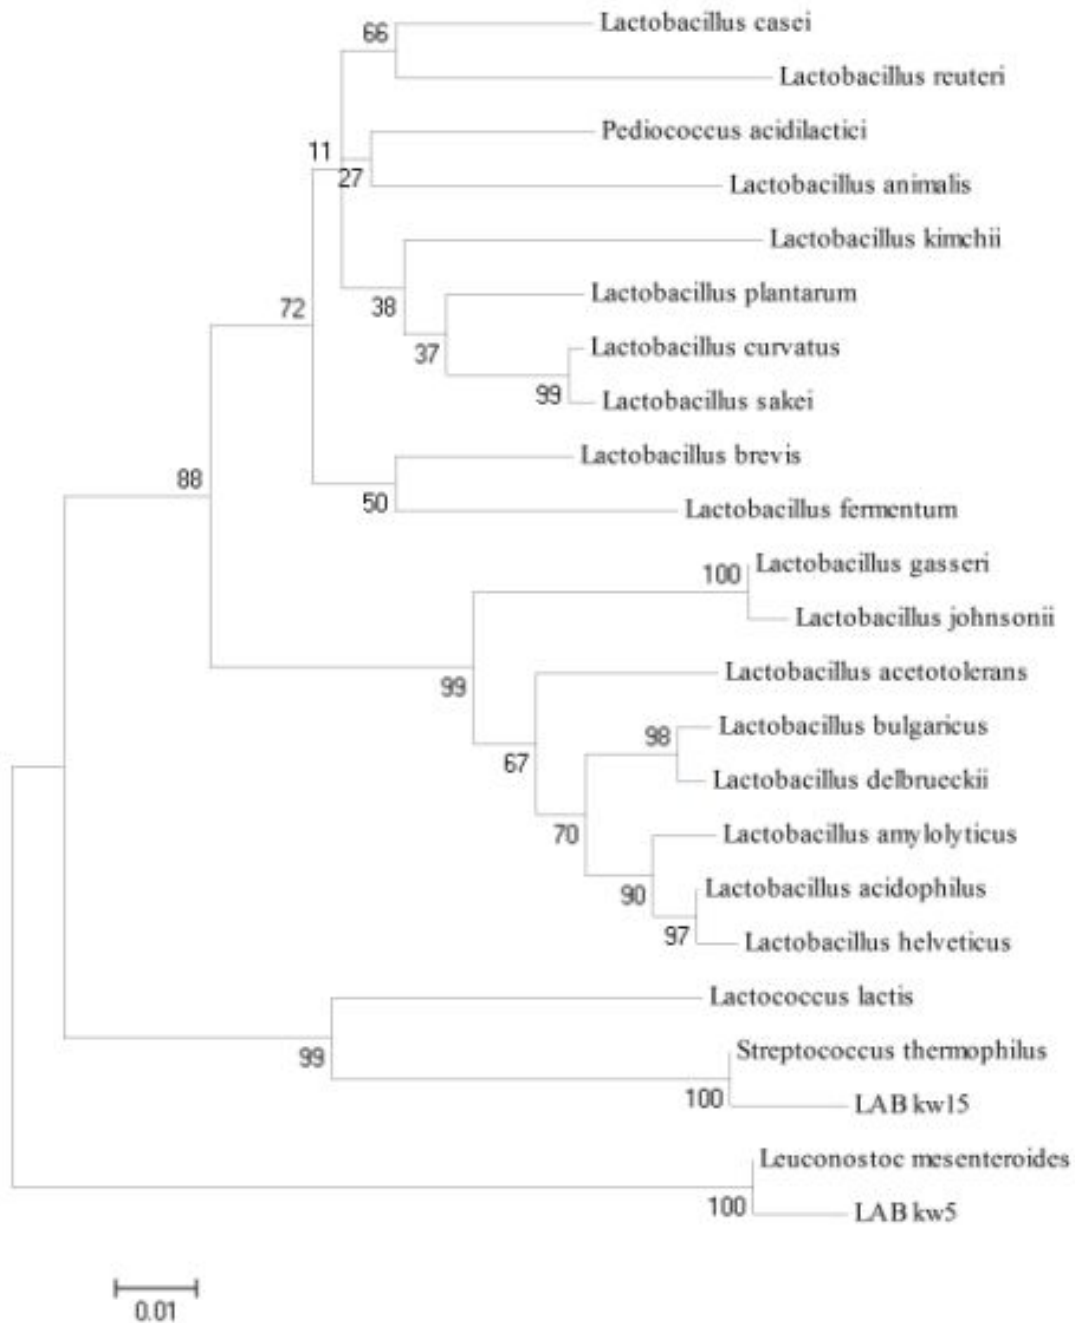 Lactobacillus casei
66
Lactobacillus reuteri
Pediococcus acidilactici
11
27
Lactobacillus animalis
Lactobacillus kimchii
Lactobacillus plantarum
38
72
Lactobacillus curvatus
37
99
Lactobacillus sakei
Lactobacillus brevis
88
50
Lactobacillus fermentum
Lactobacillus gasseri
100
Lactobacillus johnsonii
Lactobacillus acetotolerans
99
Lactobacillus bulgaricus
98
67
Lactobacillus delbrueckii
70
Lactobacillus amylolyticus
Lactobacillus acidophilus
90
97
Lactobacillus helveticus
Lactococcus lactis
99
Streptococcus thermophilus
100
LAB kw15
Leuconostoc mesenteroides
100
LAB kw5
0.01